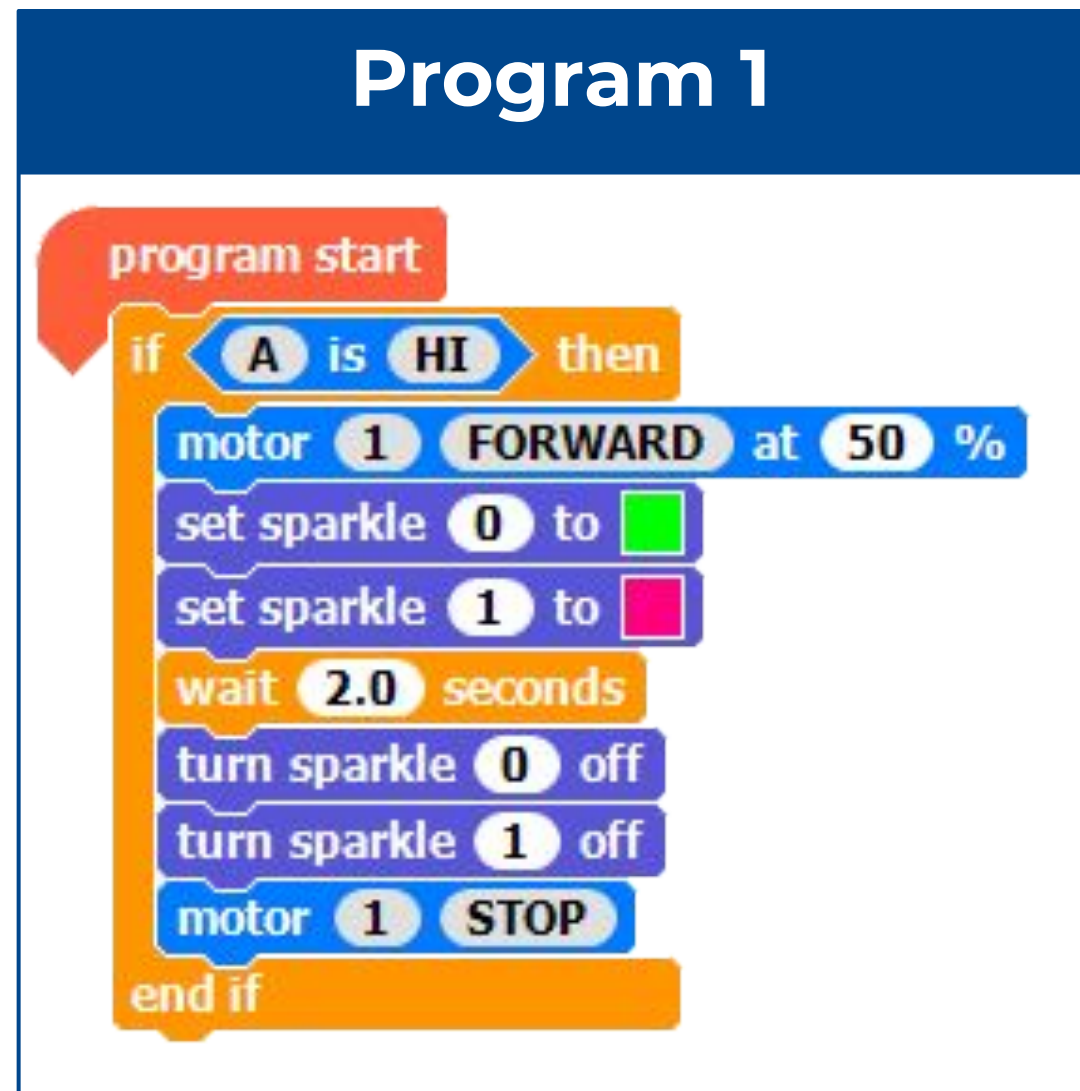 Program 1
program start
if A is HI then
motor 1 FORWARD at 50 %
set sparkle 0 to
set sparkle 1 to
wait 2.0 seconds
turn sparkle 0 off
turn sparkle 1 off
motor 1 STOP
end if